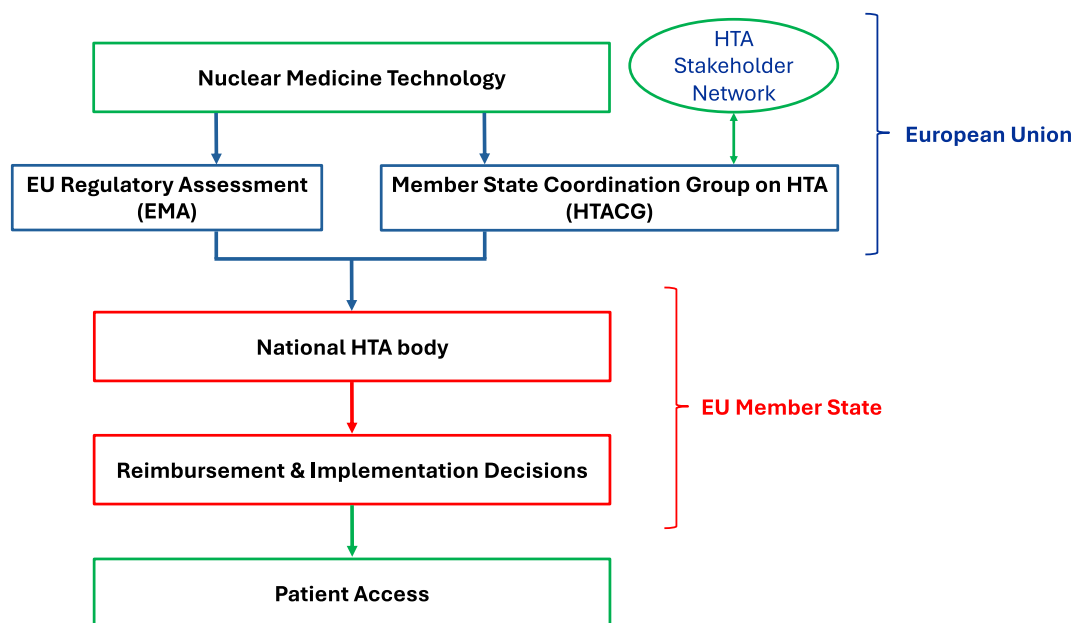 Nuclear Medicine Technology
HTA
Stakeholder
Network
European Union
EU Regulatory Assessment
(EMA)
Member State Coordination Group on HTA
(HTACG)
National HTA body
EU Member State
Reimbursement & Implementation Decisions
Patient Access